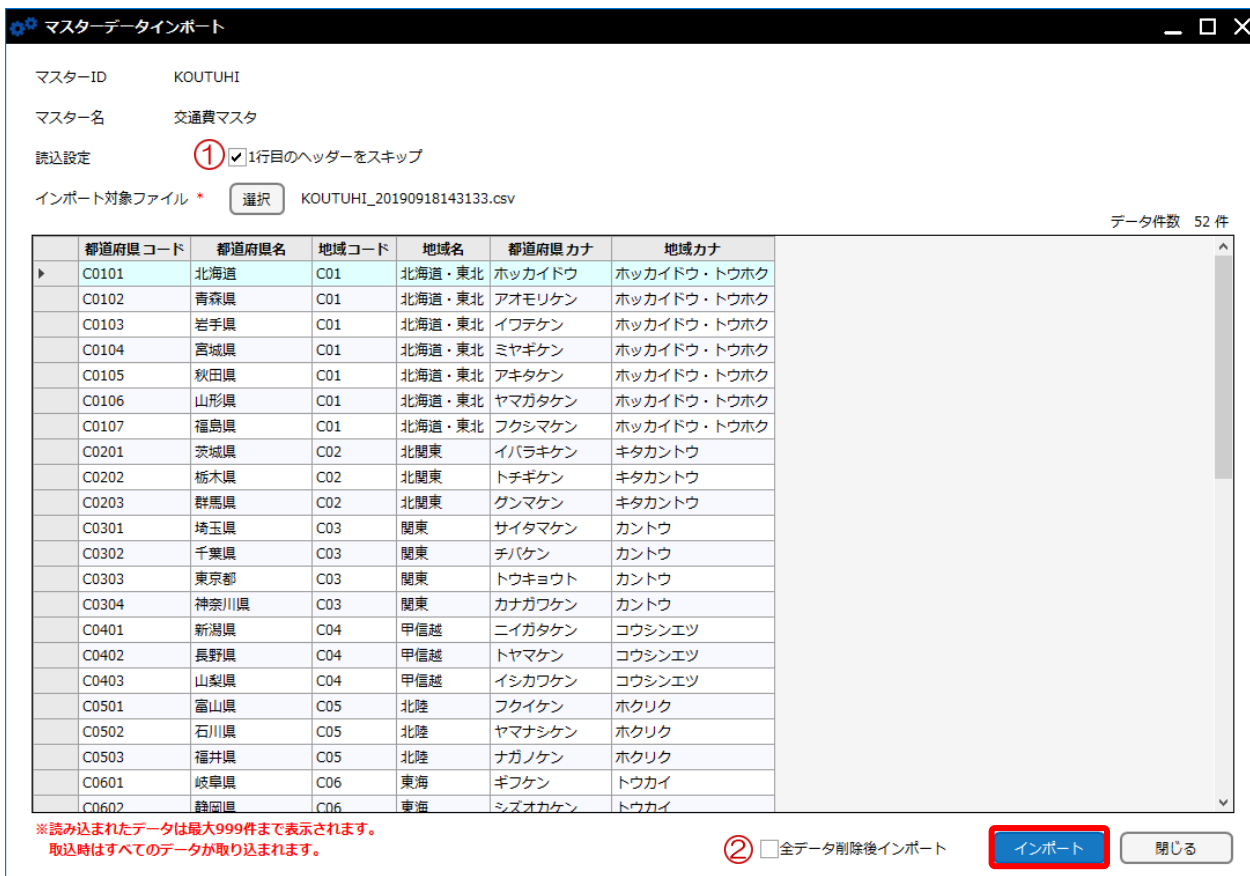 マスターデータインポート
マスターID KOUTUHI
マスター名 交通費マスタ
読込設定 ① 1行目のヘッダーをスキップ
インポート対象ファイル * 選択 KOUTUHI_20190918143133.csv
データ件数 52 件
都道府県コード 都道府県名 地域コード 地域名 都道府県カナ 地域カナ
C0101 北海道 C01 北海道・東北 ホッカイドウ ホッカイドウ・トウホク
C0102 青森県 C01 北海道・東北 アオモリケン ホッカイドウ・トウホク
C0103 岩手県 C01 北海道・東北 イワテケン ホッカイドウ・トウホク
C0104 宮城県 C01 北海道・東北 ミヤギケン ホッカイドウ・トウホク
C0105 秋田県 C01 北海道・東北 アキタケン ホッカイドウ・トウホク
C0106 山形県 C01 北海道・東北 ヤマガタケン ホッカイドウ・トウホク
C0107 福島県 C01 北海道・東北 フクシマケン ホッカイドウ・トウホク
C0201 茨城県 C02 北関東 イバラキケン キタカントウ
C0202 栃木県 C02 北関東 トチギケン キタカントウ
C0203 群馬県 C02 北関東 グンマケン キタカントウ
C0301 埼玉県 C03 関東 サイタマケン カントウ
C0302 千葉県 C03 関東 チバケン カントウ
C0303 東京都 C03 関東 トウキョウト カントウ
C0304 神奈川県 C03 関東 カナガワケン カントウ
C0401 新潟県 C04 甲信越 ニイガタケン コウシンエツ
C0402 長野県 C04 甲信越 トヤマケン コウシンエツ
C0403 山梨県 C04 甲信越 イシカワケン コウシンエツ
C0501 富山県 C05 北陸 フクイケン ホクリク
C0502 石川県 C05 北陸 ヤマナシケン ホクリク
C0503 福井県 C05 北陸 ナガノケン ホクリク
C0601 岐阜県 C06 東海 ギフケン トウカイ
C0602 静岡県 C06 東海 シズオカケン トウカイ
※読み込まれたデータは最大999件まで表示されます。
取込時はすべてのデータが取り込まれます。
② 全データ削除後インポート インポート 閉じる